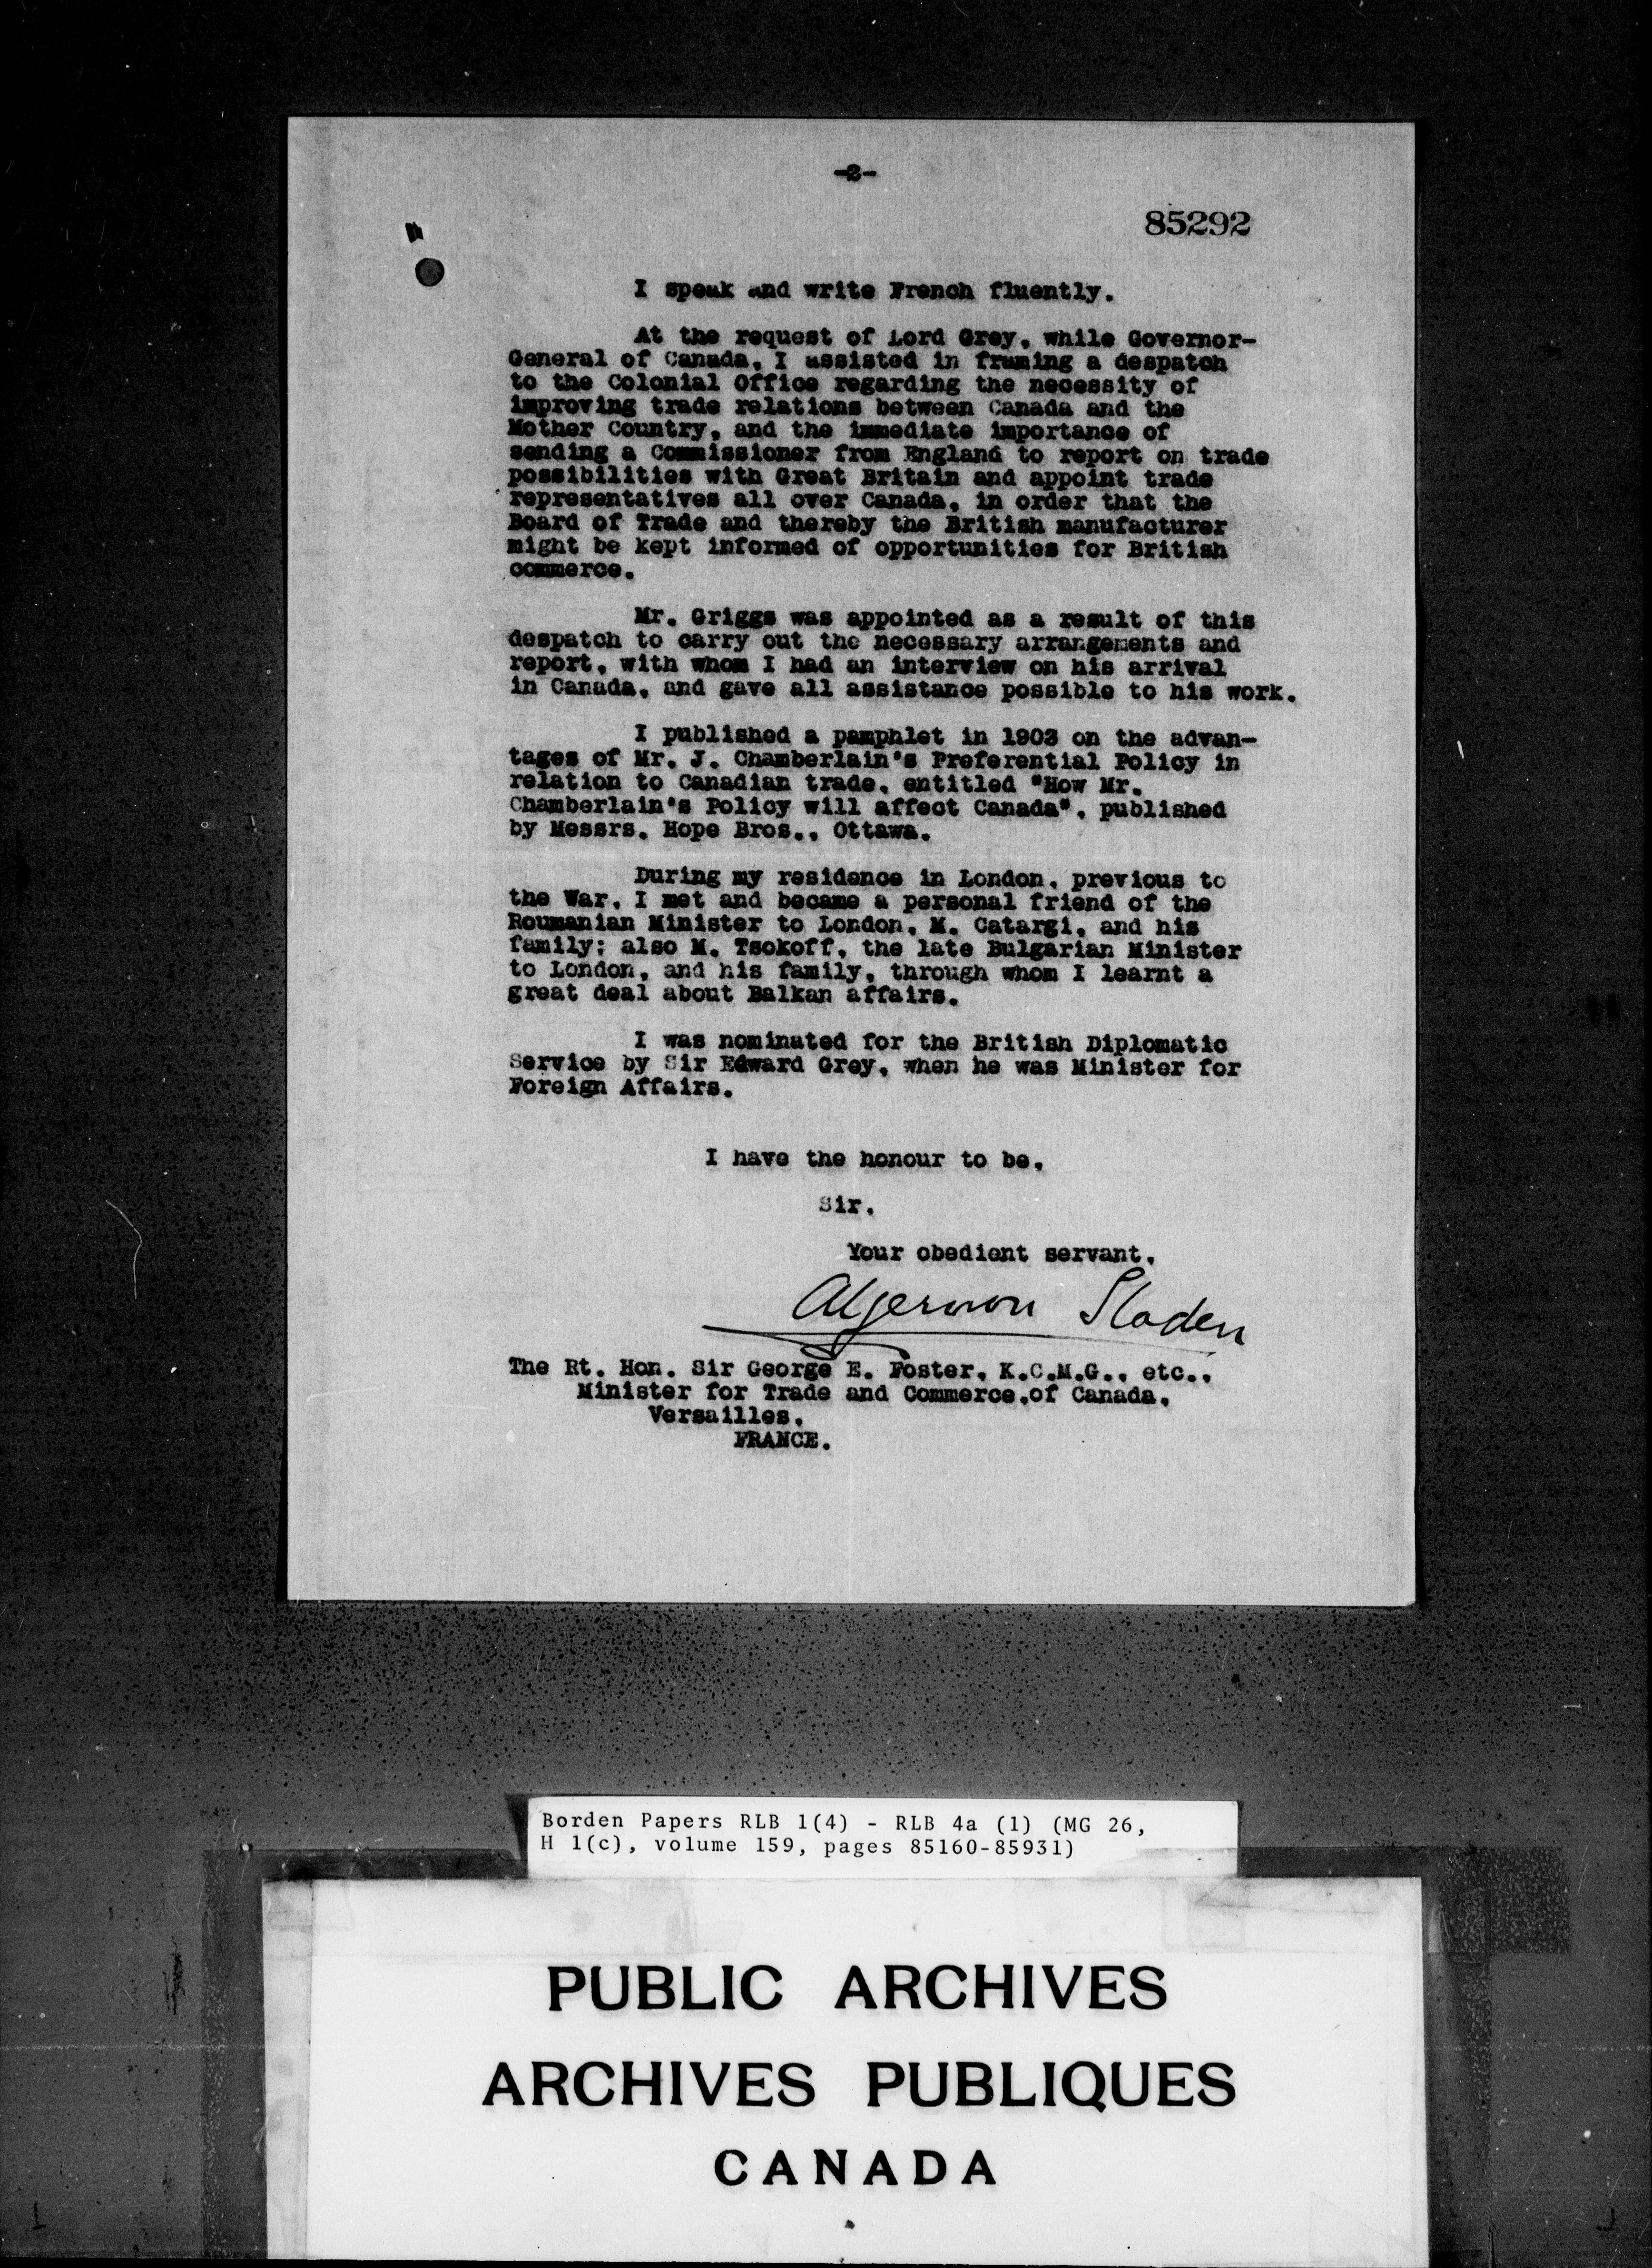 -2-
85292
I speak and write French fluently.
At the request of Lord Grey, while Governor-
General of Canada, I assisted in framing a despatch
to the Colonial Office regarding the necessity of
improving trade relations between Canada and the
Mother Country, and the immediate importance of
sending a Commissioner from England to report on trade
possibilities with Great Britain and appoint trade
representatives all over Canada, in order that the
Board of Trade and thereby the British manufacturer
might be kept informed of opportunities for British
commerce.
Mr. Griggs was appointed as a result of this
despatch to carry out the necessary arrangements and
report, with whom I had an interview on his arrival
in Canada, and gave all assistance possible to his work.
I published a pamphlet in 1903 on the advan-
tages of Mr. J. Chamberlain's Preferential Policy in
relation to Canadian trade, entitled "How Mr.
Chamberlain's Policy will affect Canada", published
by Messrs. Hope Bros., Ottawa.
During my residence in London, previous to
the War, I met and became a personal friend of the
Roumanian Minister to London, M. Catargi, and his
family; also M. Tsokoff, the late Bulgarian Minister
to London, and his family, through whom I learnt a
great deal about Balkan affairs.
I was nominated for the British Diplomatic
Service by Sir Edward Grey, when he was Minister for
Foreign Affairs.
I have the honour to be,
Sir,
Your obedient servant,
Algernon Sladen
The Rt. Hon. Sir George E. Foster, K.C.M.G., etc.,
Minister for Trade and Commerce,of Canada,
Versailles,
FRANCE.
Borden Papers RLB 1(4) - RLB 4a (1) (MG 26,
H 1(c), volume 159, pages 85160-85931)
PUBLIC ARCHIVES
ARCHIVES PUBLIQUES
CANADA